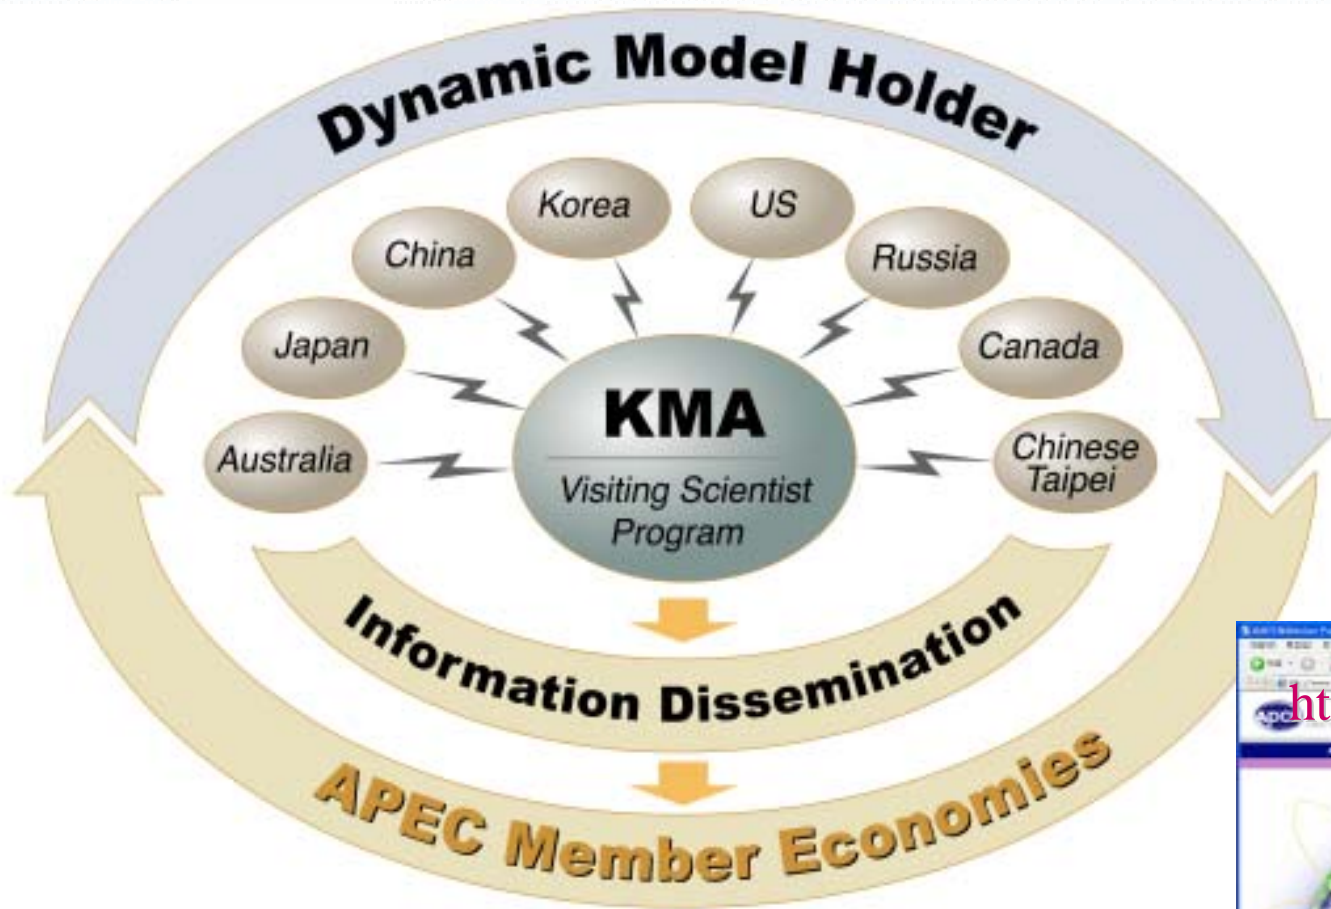 Dynamic Model Holder
Korea
US
China
Russia
Japan
Canada
Australia
Chinese
Taipei
KMA
Visiting Scientist
Program
Information Dissemination
APEC Member Economies
ht